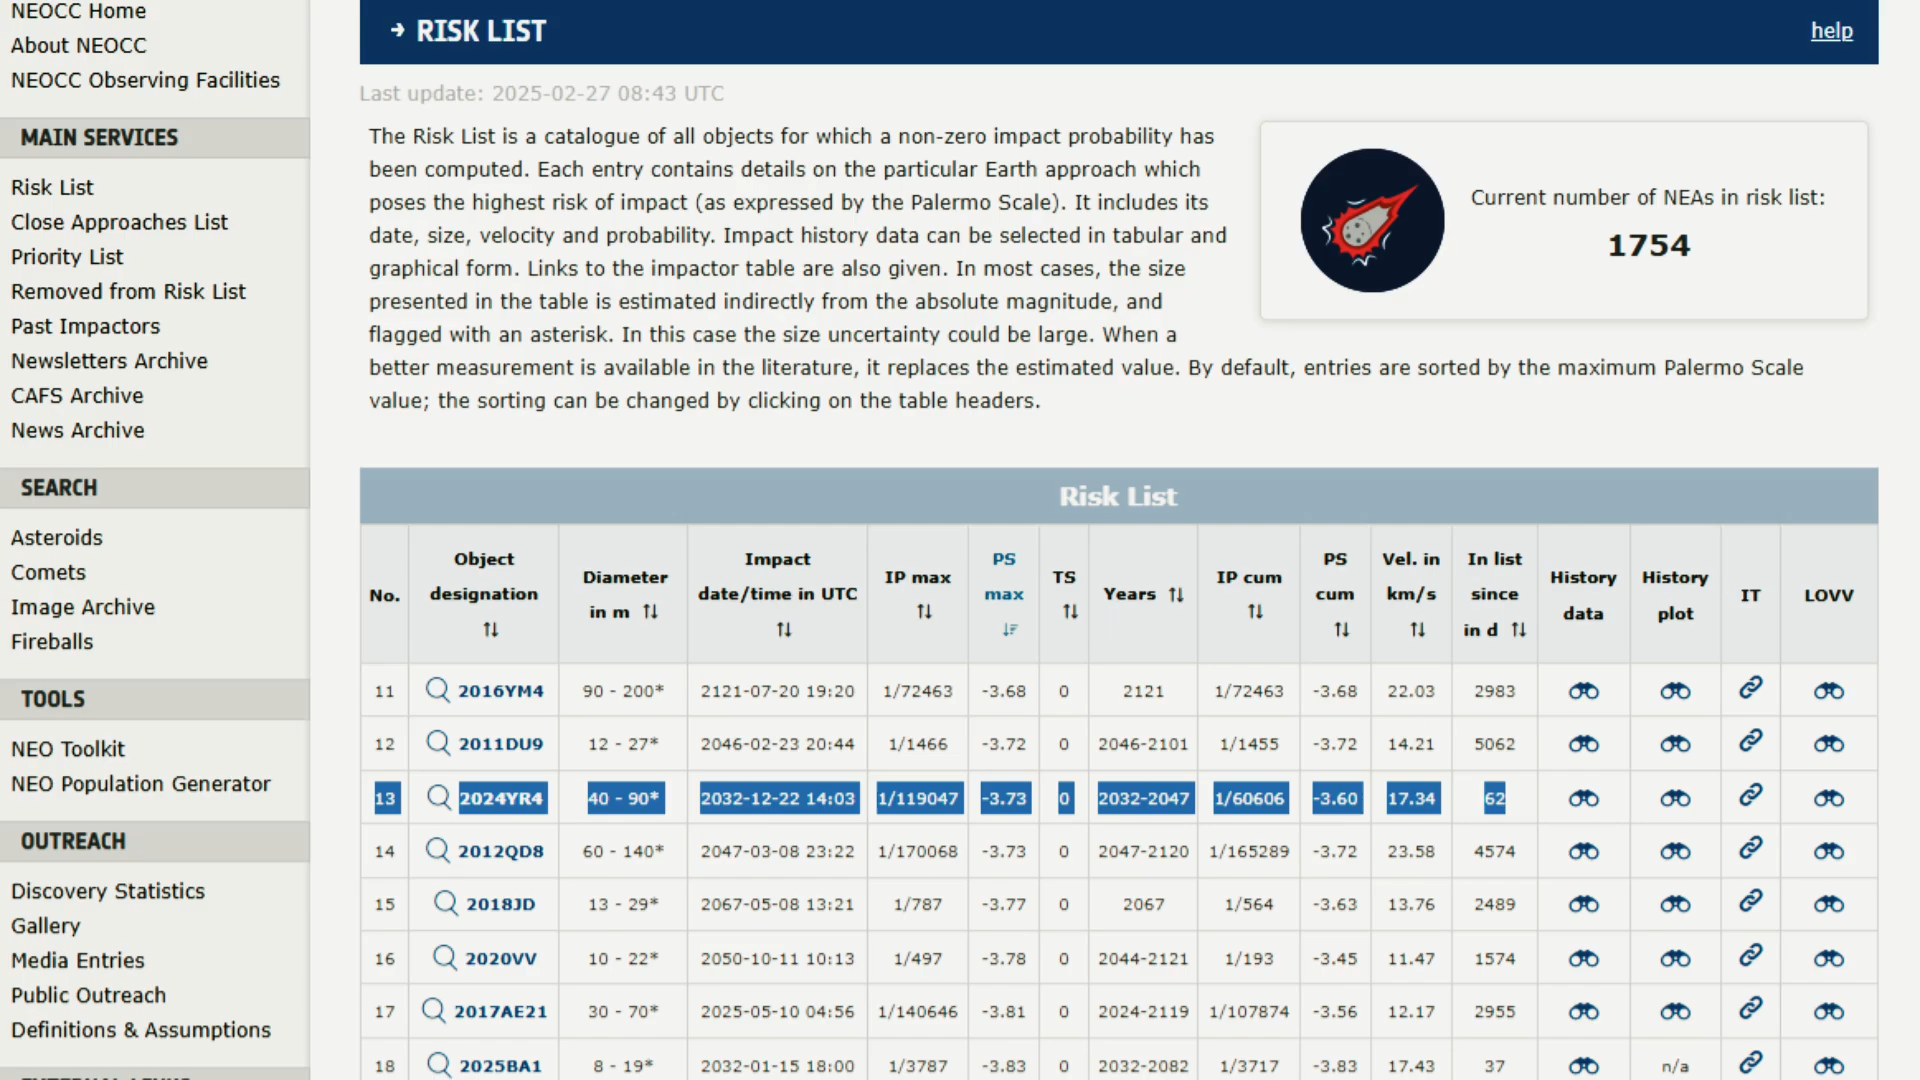 NEOCC Home
About NEOCC
NEOCC Observing Facilities
MAIN SERVICES
Risk List
Close Approaches List
Priority List
Removed from Risk List
Past Impactors
Newsletters Archive
CAFS Archive
News Archive
SEARCH
Asteroids
Comets
Image Archive
Fireballs
TOOLS
NEO Toolkit
NEO Population Generator
OUTREACH
Discovery Statistics
Gallery
Media Entries
Public Outreach
Definitions & Assumptions
RISK LIST
help
Last update: 2025-02-27 08:43 UTC
The Risk List is a catalogue of all objects for which a non-zero impact probability has
been computed. Each entry contains details on the particular Earth approach which
poses the highest risk of impact (as expressed by the Palermo Scale). It includes its
date, size, velocity and probability. Impact history data can be selected in tabular and
graphical form. Links to the impactor table are also given. In most cases, the size
presented in the table is estimated indirectly from the absolute magnitude, and
flagged with an asterisk. In this case the size uncertainty could be large. When a
better measurement is available in the literature, it replaces the estimated value. By default, entries are sorted by the maximum Palermo Scale
value; the sorting can be changed by clicking on the table headers.
Current number of NEAs in risk list:
1754
Risk List
No. Object designation Diameter in m Impact date/time in UTC IP max PS max TS Years IP cum PS cum Vel. in km/s In list since in d History data History plot IT LOVV
11 2016YM4 90 - 200* 2121-07-20 19:20 1/72463 -3.68 0 2121 1/72463 -3.68 22.03 2983
12 2011DU9 12 - 27* 2046-02-23 20:44 1/1466 -3.72 0 2046-2101 1/1455 -3.72 14.21 5062
13 2024YR4 40 - 90* 2032-12-22 14:03 1/119047 -3.73 0 2032-2047 1/60606 -3.60 17.34 62
14 2012QD8 60 - 140* 2047-03-08 23:22 1/170068 -3.73 0 2047-2120 1/165289 -3.72 23.58 4574
15 2018JD 13 - 29* 2067-05-08 13:21 1/787 -3.77 0 2067 1/564 -3.63 13.76 2489
16 2020VV 10 - 22* 2050-10-11 10:13 1/497 -3.78 0 2044-2121 1/193 -3.45 11.47 1574
17 2017AE21 30 - 70* 2025-05-10 04:56 1/140646 -3.81 0 2024-2119 1/107874 -3.56 12.17 2955
18 2025BA1 8 - 19* 2032-01-15 18:00 1/3787 -3.83 0 2032-2082 1/3717 -3.83 17.43 37 n/a